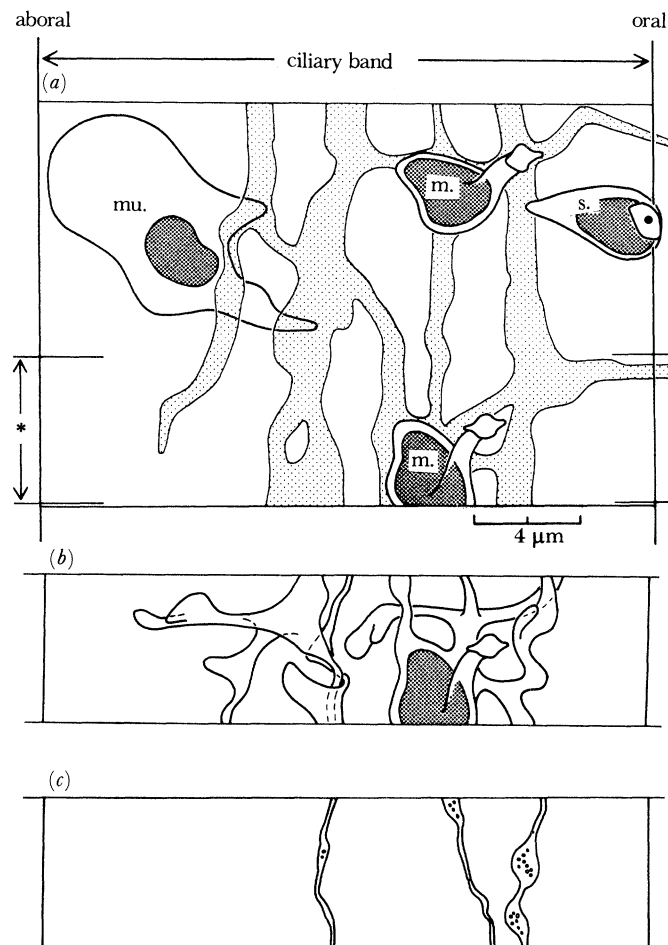 aboral oral
ciliary band
(a)
m.
mu.
s.
*
m.
4 μm
(b)
(c)